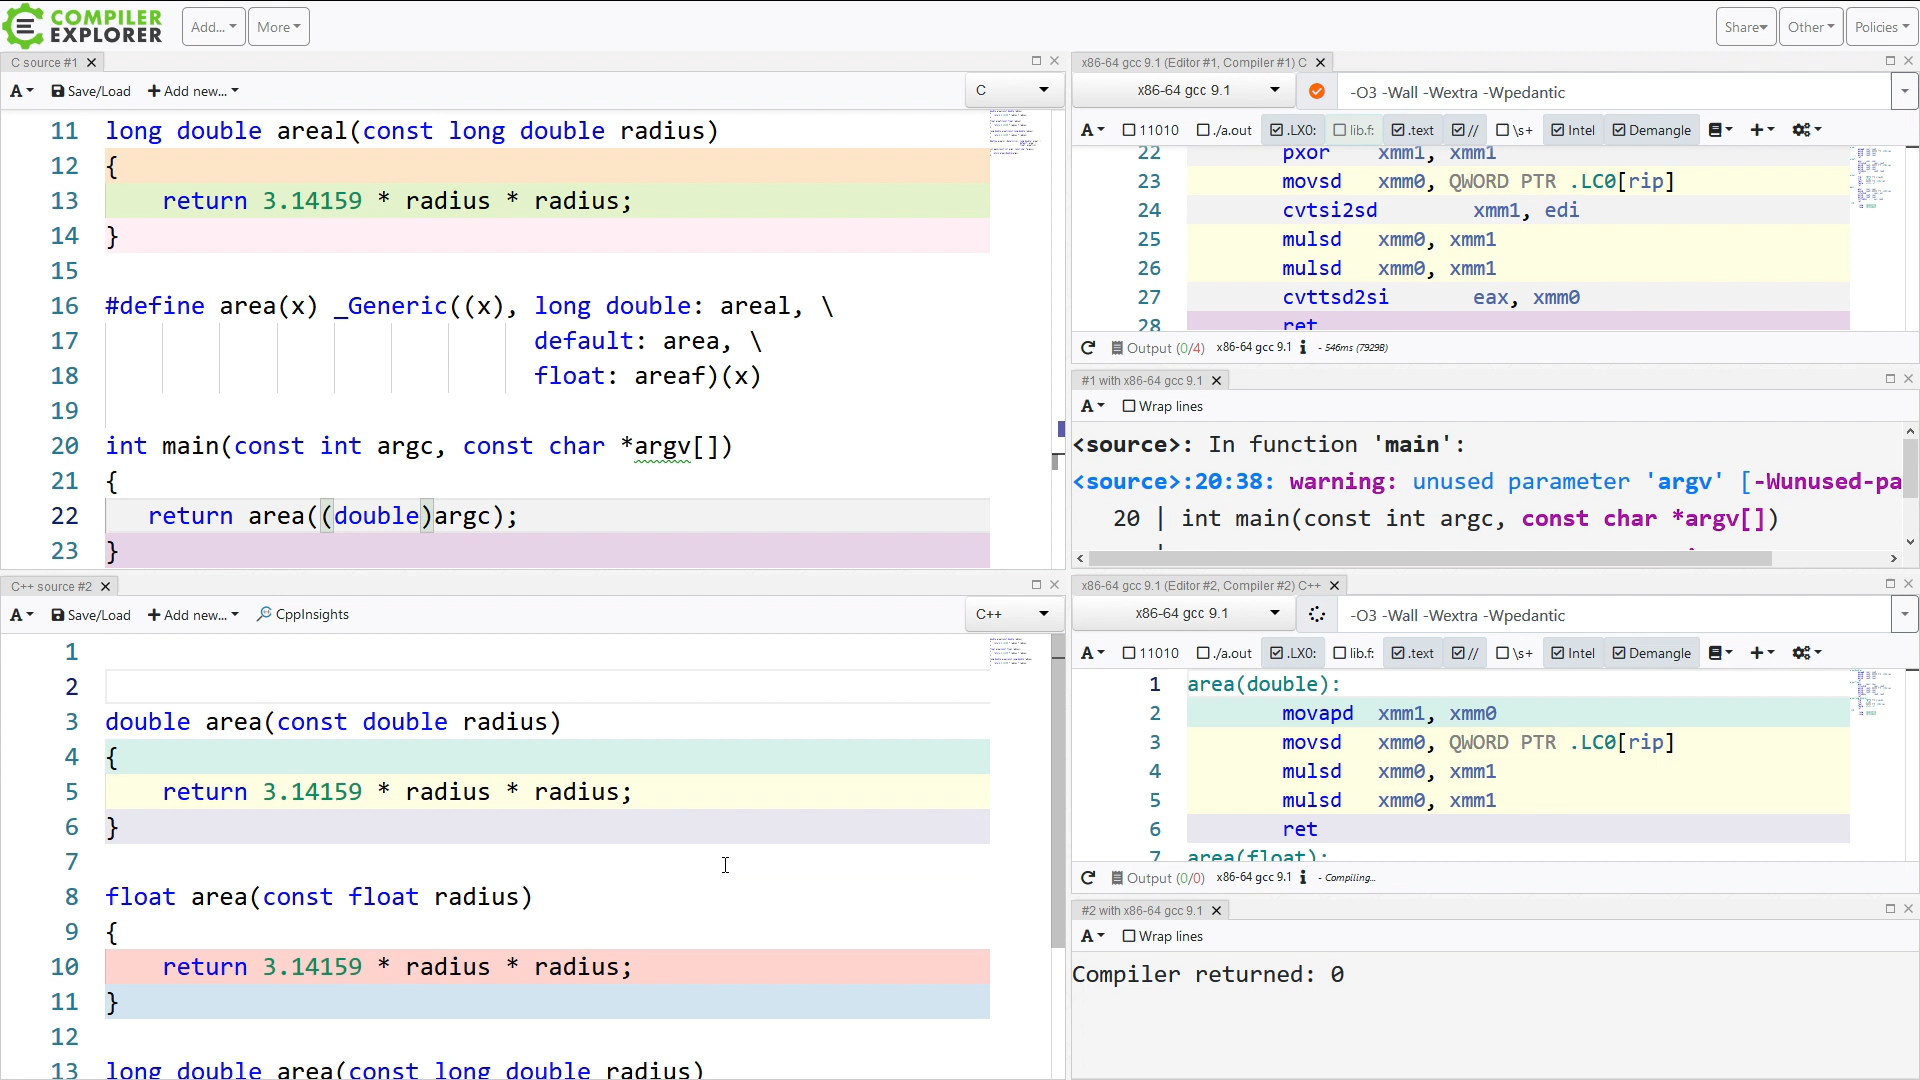 COMPILER
EXPLORER
Add...
More
Share
Other
Policies
C source #1
A
Save/Load
Add new...
C
11 long double areal(const long double radius)
12 {
13 return 3.14159 * radius * radius;
14 }
15
16 #define area(x) _Generic((x), long double: areal, \
17 default: area, \
18 float: areaf)(x)
19
20 int main(const int argc, const char *argv[])
21 {
22 return area((double)argc);
23 }
x86-64 gcc 9.1 (Editor #1, Compiler #1) C
x86-64 gcc 9.1
-O3 -Wall -Wextra -Wpedantic
A 11010 ./a.out .LX0: lib.f: .text // \s+ Intel Demangle
22 pxor xmm1, xmm1
23 movsd xmm0, QWORD PTR .LC0[rip]
24 cvtsi2sd xmm1, edi
25 mulsd xmm0, xmm1
26 mulsd xmm0, xmm1
27 cvttsd2si eax, xmm0
28 ret
Output (0/4) x86-64 gcc 9.1 i - 546ms (7929B)
#1 with x86-64 gcc 9.1
A Wrap lines
<source>: In function 'main':
<source>:20:38: warning: unused parameter 'argv' [-Wunused-pa
20 | int main(const int argc, const char *argv[])
|
C++ source #2
A
Save/Load
Add new...
CppInsights
C++
1
2
3 double area(const double radius)
4 {
5 return 3.14159 * radius * radius;
6 }
7
8 float area(const float radius)
9 {
10 return 3.14159 * radius * radius;
11 }
12
13 long double area(const long double radius)
x86-64 gcc 9.1 (Editor #2, Compiler #2) C++
x86-64 gcc 9.1
-O3 -Wall -Wextra -Wpedantic
A 11010 ./a.out .LX0: lib.f: .text // \s+ Intel Demangle
1 area(double):
2 movapd xmm1, xmm0
3 movsd xmm0, QWORD PTR .LC0[rip]
4 mulsd xmm0, xmm1
5 mulsd xmm0, xmm1
6 ret
7 area(float):
Output (0/0) x86-64 gcc 9.1 i - Compiling...
#2 with x86-64 gcc 9.1
A Wrap lines
Compiler returned: 0